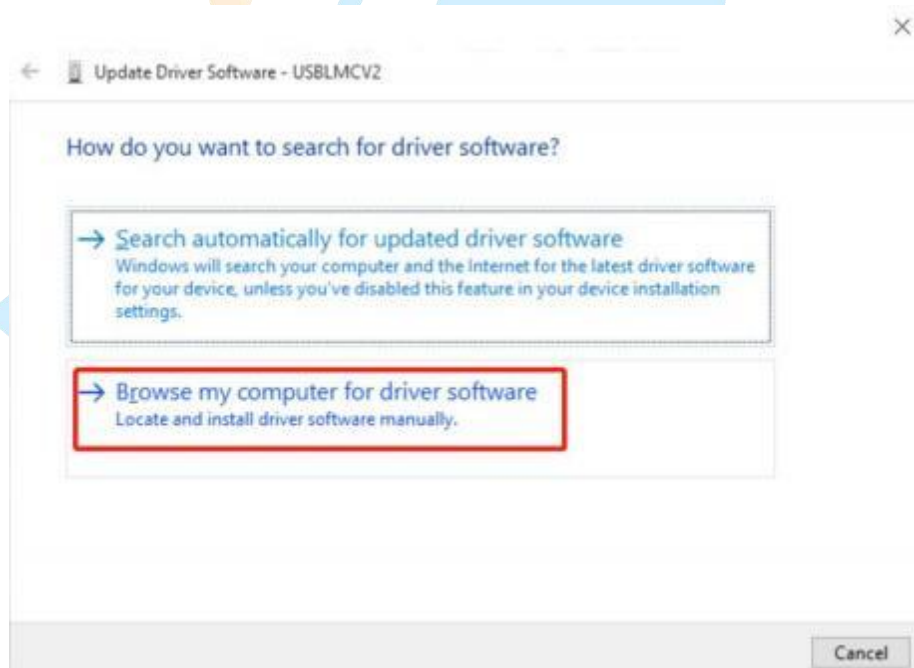 Update Driver Software - USBLMCV2
How do you want to search for driver software?
Search automatically for updated driver software
Windows will search your computer and the Internet for the latest driver software
for your device, unless you've disabled this feature in your device installation
settings.
Browse my computer for driver software
Locate and install driver software manually.
Cancel